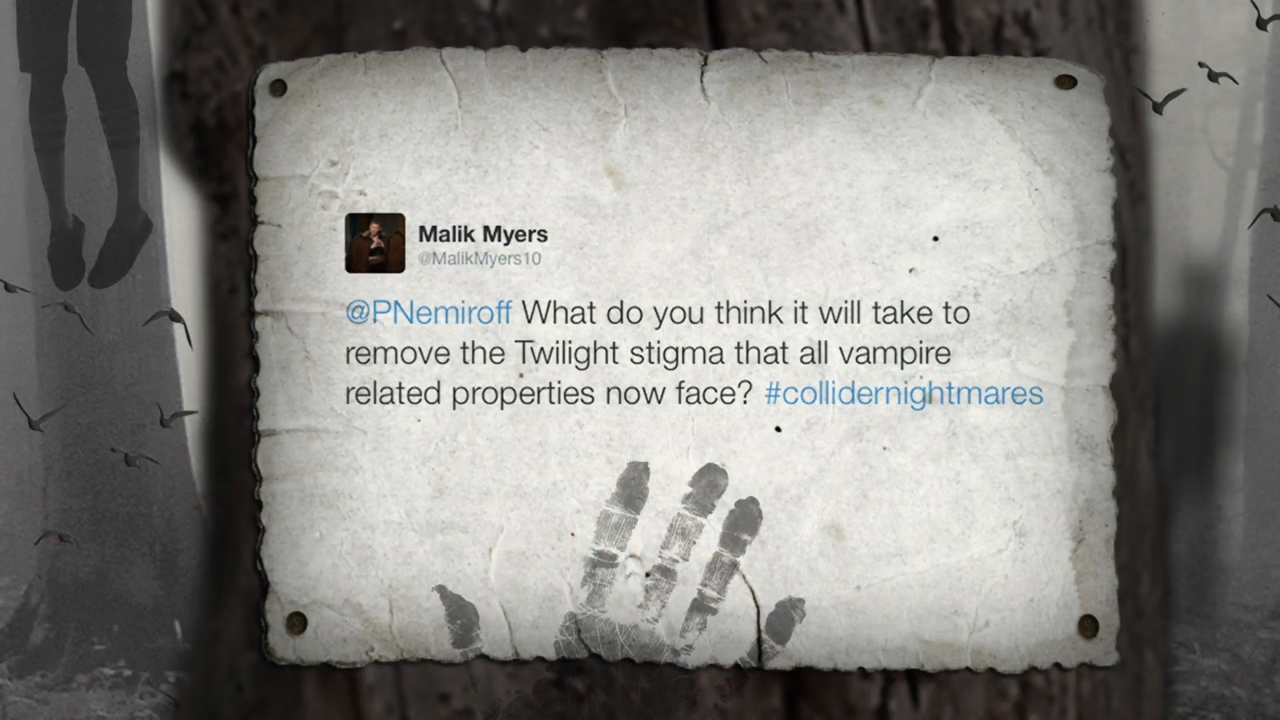 Malik Myers
@MalikMyers10
@PNemiroff What do you think it will take to
remove the Twilight stigma that all vampire
related properties now face? #collidernightmares